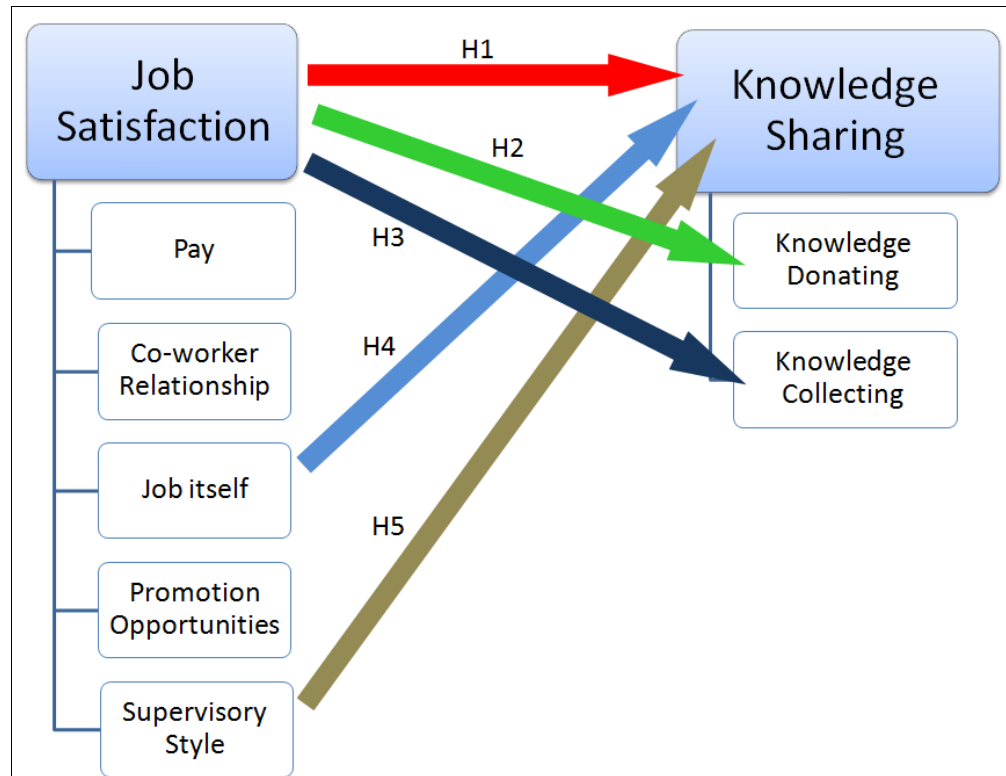 Job
Satisfaction
Pay
Co-worker
Relationship
Job itself
Promotion
Opportunities
Supervisory
Style
H1
H2
H3
H4
H5
Knowledge
Sharing
Knowledge
Donating
Knowledge
Collecting